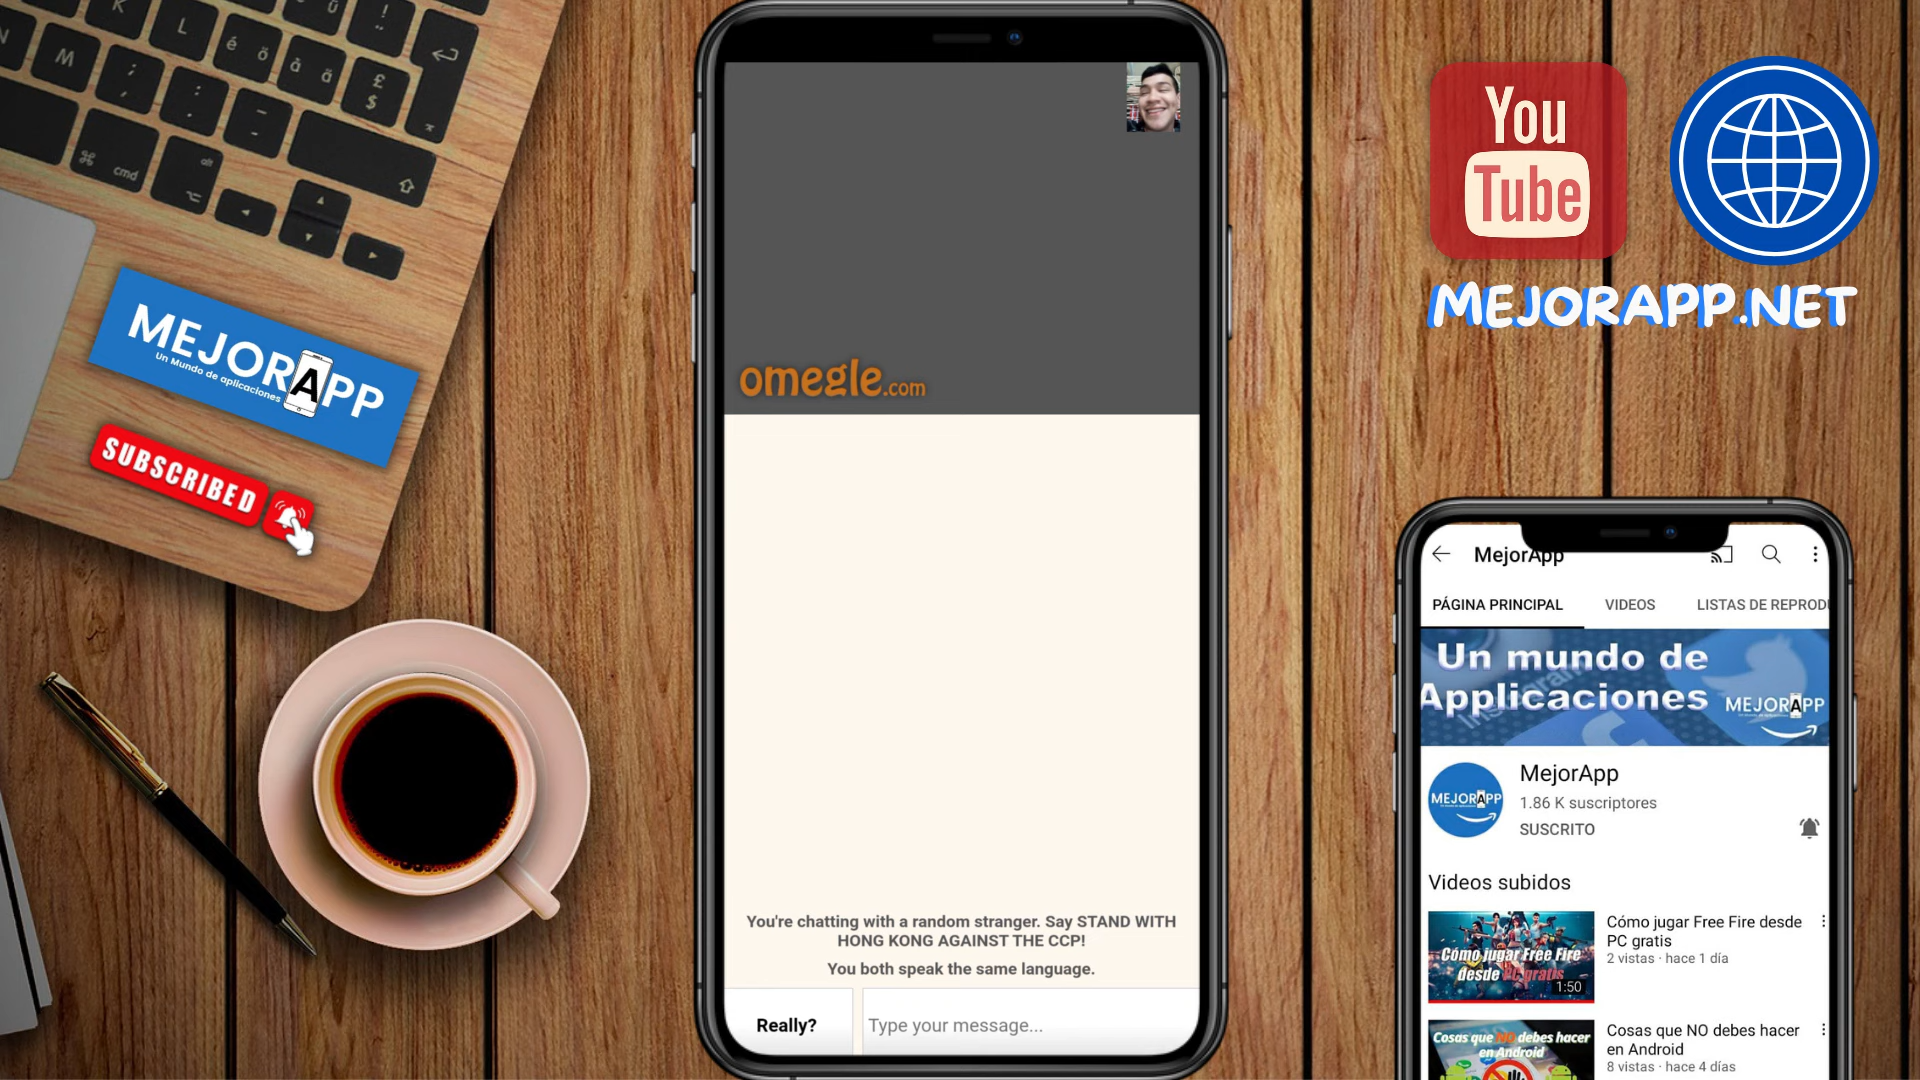 MEJORAPP
Un Mundo de aplicaciones
SUBSCRIBED
cmd
alt
K
L
M
N
é ö
à ä
£
$
omegle.com
You're chatting with a random stranger. Say STAND WITH
HONG KONG AGAINST THE CCP!
You both speak the same language.
Really?
Type your message...
You
Tube
MEJORAPP.NET
MejorApp
PÁGINA PRINCIPAL VIDEOS LISTAS DE REPRODU
Un mundo de
Applicaciones
MEJORAPP
MEJORAPP
MejorApp
1.86 K suscriptores
SUSCRITO
Videos subidos
Cómo jugar Free Fire
desde PC gratis
1:50
Cómo jugar Free Fire desde
PC gratis
2 vistas · hace 1 día
Cosas que NO debes hacer
en Android
Cosas que NO debes hacer
en Android
8 vistas · hace 4 días